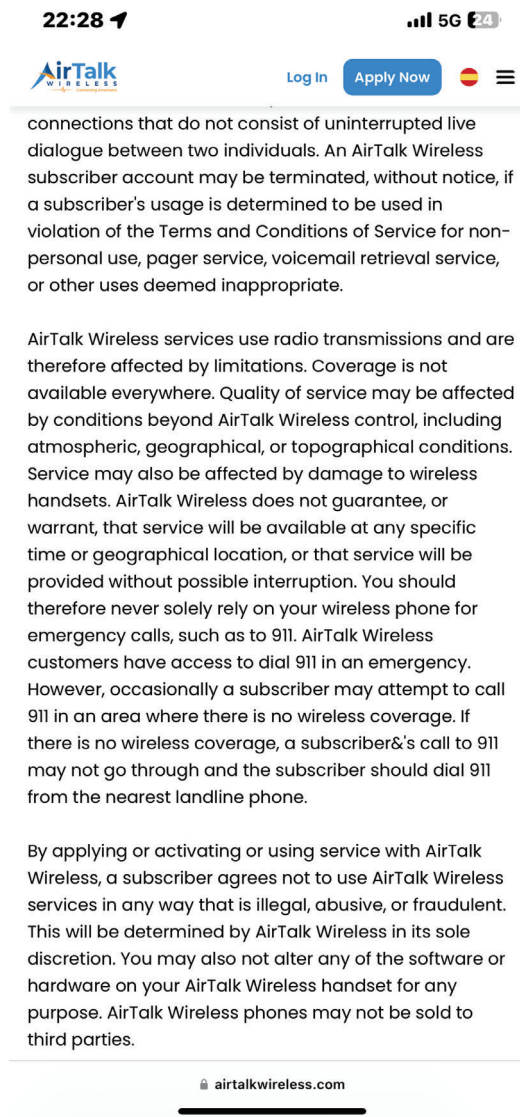 22:28
5G 24
AirTalk
WIRELESS
Log In
Apply Now
connections that do not consist of uninterrupted live
dialogue between two individuals. An AirTalk Wireless
subscriber account may be terminated, without notice, if
a subscriber's usage is determined to be used in
violation of the Terms and Conditions of Service for non-
personal use, pager service, voicemail retrieval service,
or other uses deemed inappropriate.
AirTalk Wireless services use radio transmissions and are
therefore affected by limitations. Coverage is not
available everywhere. Quality of service may be affected
by conditions beyond AirTalk Wireless control, including
atmospheric, geographical, or topographical conditions.
Service may also be affected by damage to wireless
handsets. AirTalk Wireless does not guarantee, or
warrant, that service will be available at any specific
time or geographical location, or that service will be
provided without possible interruption. You should
therefore never solely rely on your wireless phone for
emergency calls, such as to 911. AirTalk Wireless
customers have access to dial 911 in an emergency.
However, occasionally a subscriber may attempt to call
911 in an area where there is no wireless coverage. If
there is no wireless coverage, a subscriber&'s call to 911
may not go through and the subscriber should dial 911
from the nearest landline phone.
By applying or activating or using service with AirTalk
Wireless, a subscriber agrees not to use AirTalk Wireless
services in any way that is illegal, abusive, or fraudulent.
This will be determined by AirTalk Wireless in its sole
discretion. You may also not alter any of the software or
hardware on your AirTalk Wireless handset for any
purpose. AirTalk Wireless phones may not be sold to
third parties.
airtalkwireless.com